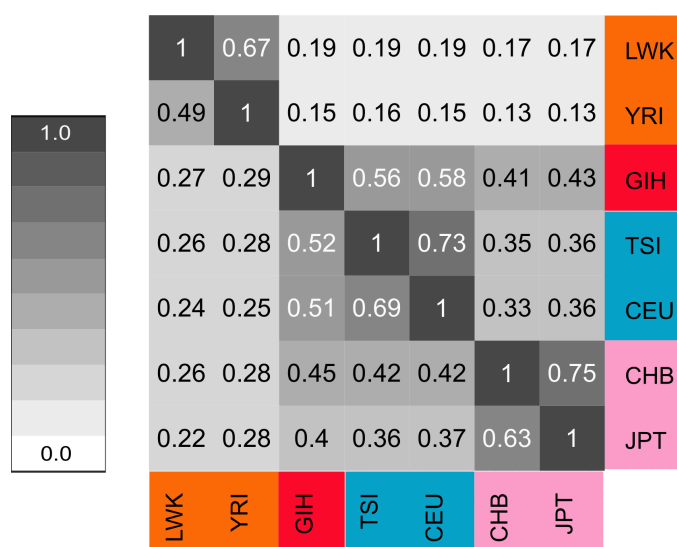 1 0.67 0.19 0.19 0.19 0.17 0.17 LWK
0.49 1 0.15 0.16 0.15 0.13 0.13 YRI
1.0
0.27 0.29 1 0.56 0.58 0.41 0.43 GIH
0.26 0.28 0.52 1 0.73 0.35 0.36 TSI
0.24 0.25 0.51 0.69 1 0.33 0.36 CEU
0.26 0.28 0.45 0.42 0.42 1 0.75 CHB
0.22 0.28 0.4 0.36 0.37 0.63 1 JPT
0.0
LWK YRI GIH TSI CEU CHB JPT